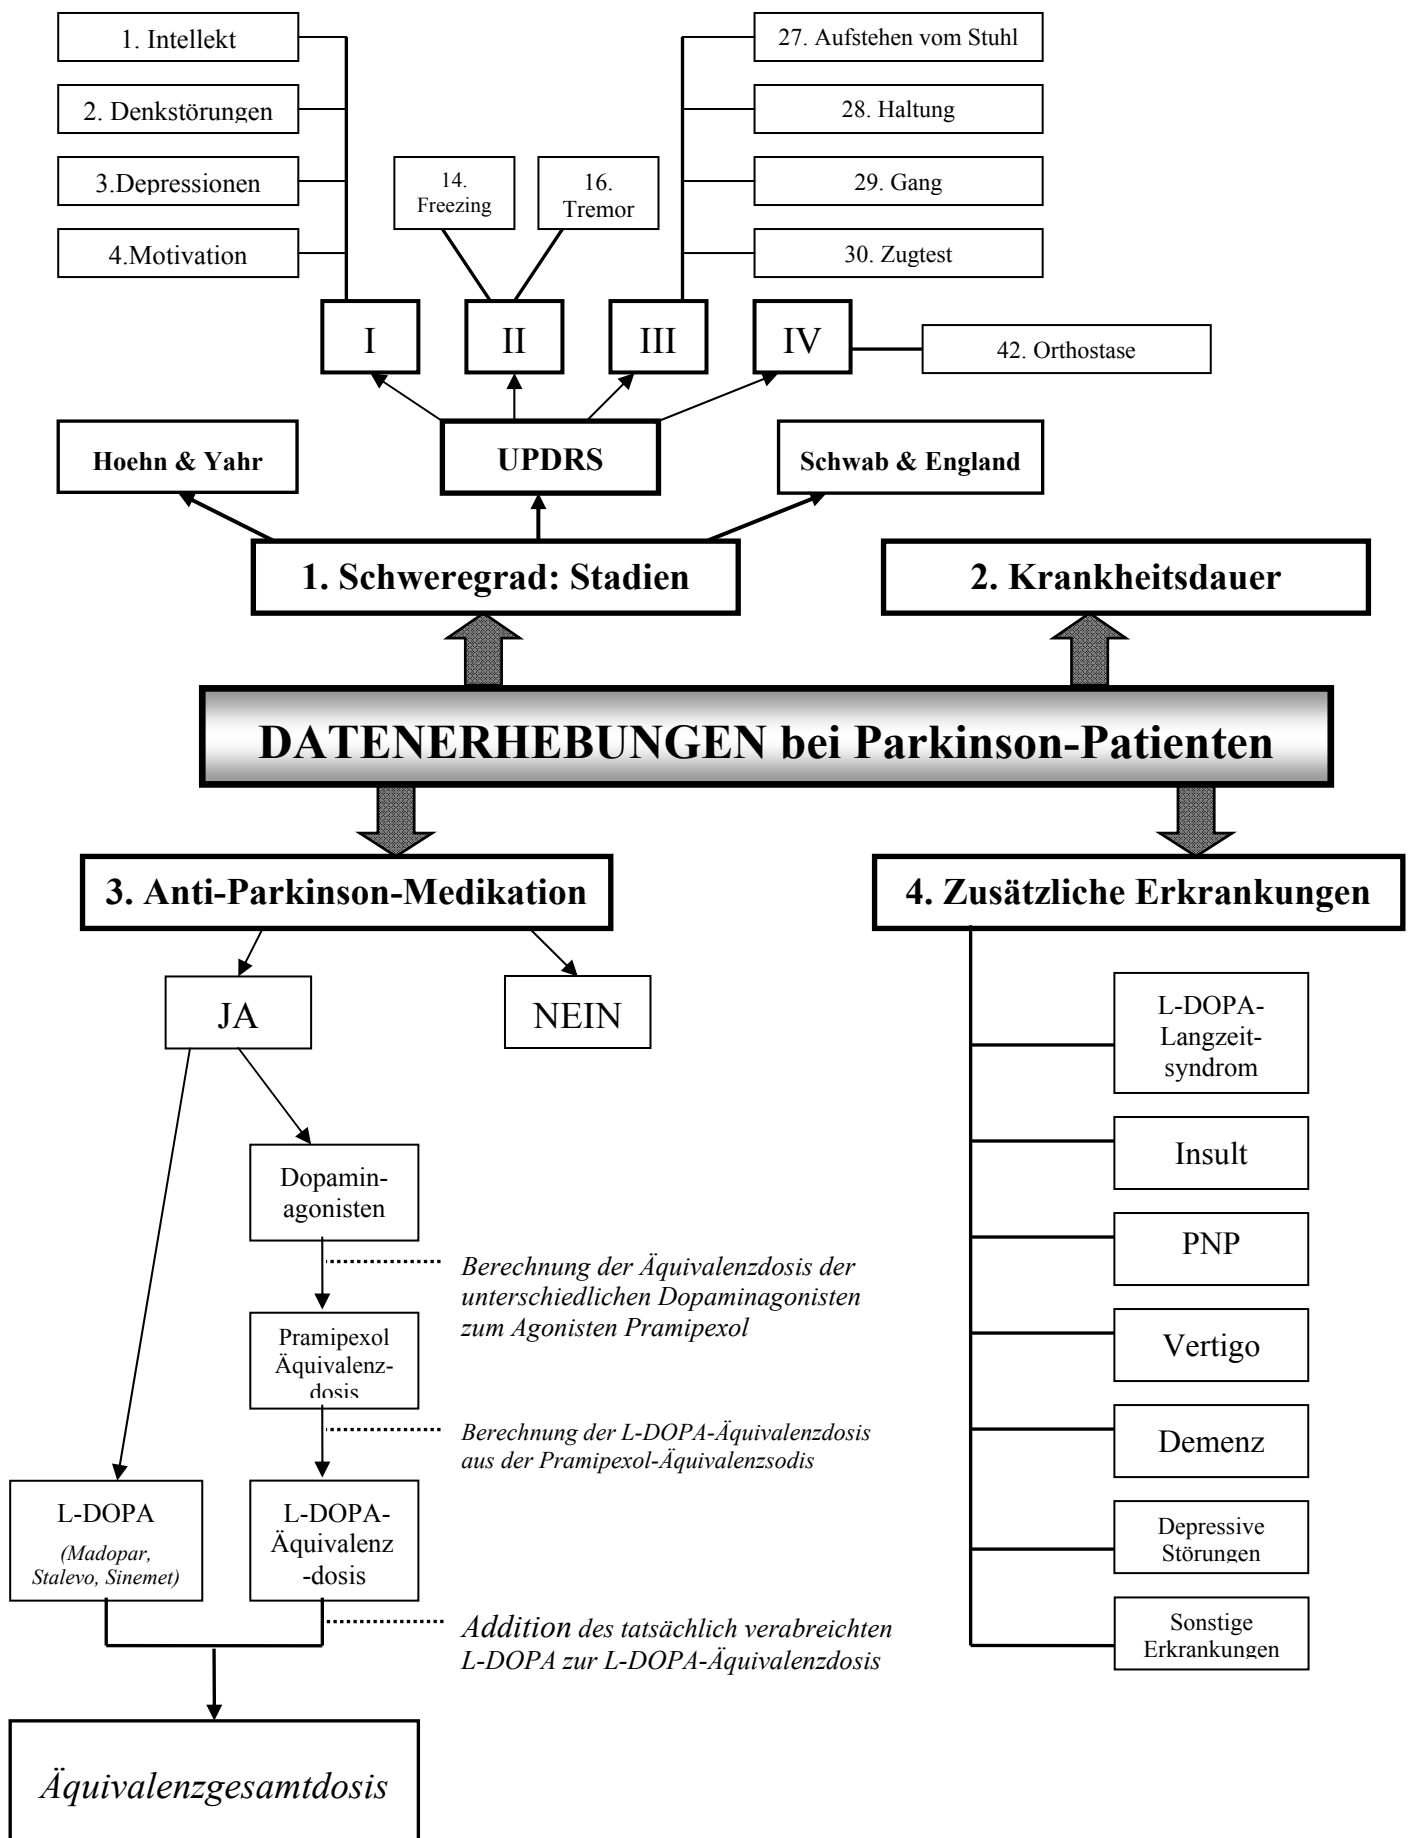 1. Intellekt
2. Denkstörungen
3.Depressionen
4.Motivation
14.
Freezing
16.
Tremor
27. Aufstehen vom Stuhl
28. Haltung
29. Gang
30. Zugtest
I
II
III
IV
42. Orthostase
Hoehn & Yahr
UPDRS
Schwab & England
1. Schweregrad: Stadien
2. Krankheitsdauer
DATENERHEBUNGEN bei Parkinson-Patienten
3. Anti-Parkinson-Medikation
4. Zusätzliche Erkrankungen
JA
NEIN
Dopamin-
agonisten
Berechnung der Äquivalenzdosis der
unterschiedlichen Dopaminagonisten
zum Agonisten Pramipexol
Pramipexol
Äquivalenz-
dosis
Berechnung der L-DOPA-Äquivalenzdosis
aus der Pramipexol-Äquivalenzsodis
L-DOPA
(Madopar,
Stalevo, Sinemet)
L-DOPA-
Äquivalenz
-dosis
Addition des tatsächlich verabreichten
L-DOPA zur L-DOPA-Äquivalenzdosis
Äquivalenzgesamtdosis
L-DOPA-
Langzeit-
syndrom
Insult
PNP
Vertigo
Demenz
Depressive
Störungen
Sonstige
Erkrankungen